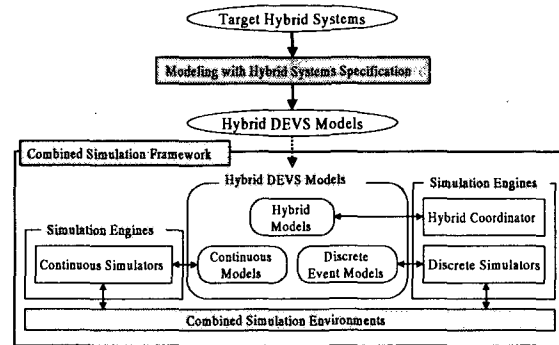 Target Hybrid Systems
Modeling with Hybrid Systems Specification
Hybrid DEVS Models
Combined Simulation Framework
Hybrid DEVS Models
Simulation Engines
Hybrid
Models
Hybrid Coordinator
Simulation Engines
Continuous Simulators
Continuous
Models
Discrete
Event Models
Discrete Simulators
Combined Simulation Environments